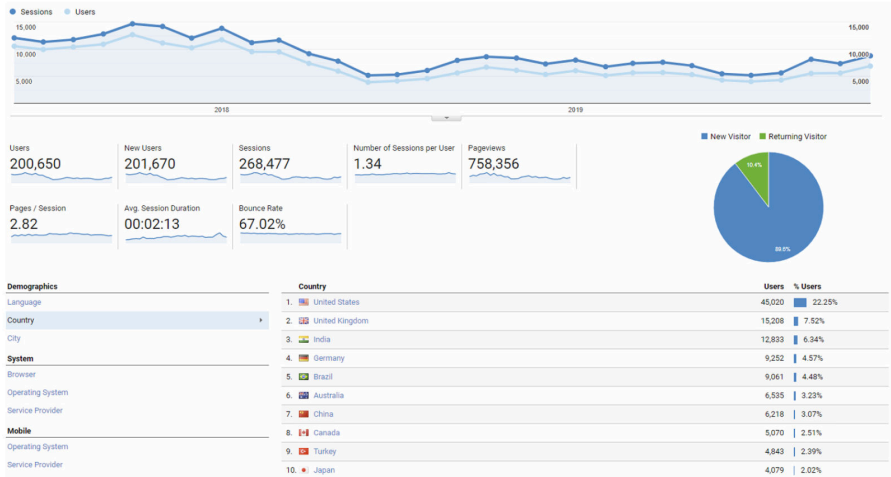 Sessions Users
15,000 15,000
10,000 10,000
5,000 5,000
2018 2019
New Visitor Returning Visitor
Users New Users Sessions Number of Sessions per User Pageviews
200,650 201,670 268,477 1.34 758,356
10.4%
Pages / Session Avg. Session Duration Bounce Rate
2.82 00:02:13 67.02%
89.6%
Demographics Country Users % Users
Language 1. United States 45,020 22.25%
Country 2. United Kingdom 15,208 7.52%
City 3. India 12,833 6.34%
System 4. Germany 9,252 4.57%
Browser 5. Brazil 9,061 4.48%
Operating System 6. Australia 6,535 3.23%
Service Provider 7. China 6,218 3.07%
Mobile 8. Canada 5,070 2.51%
Operating System 9. Turkey 4,843 2.39%
Service Provider 10. Japan 4,079 2.02%